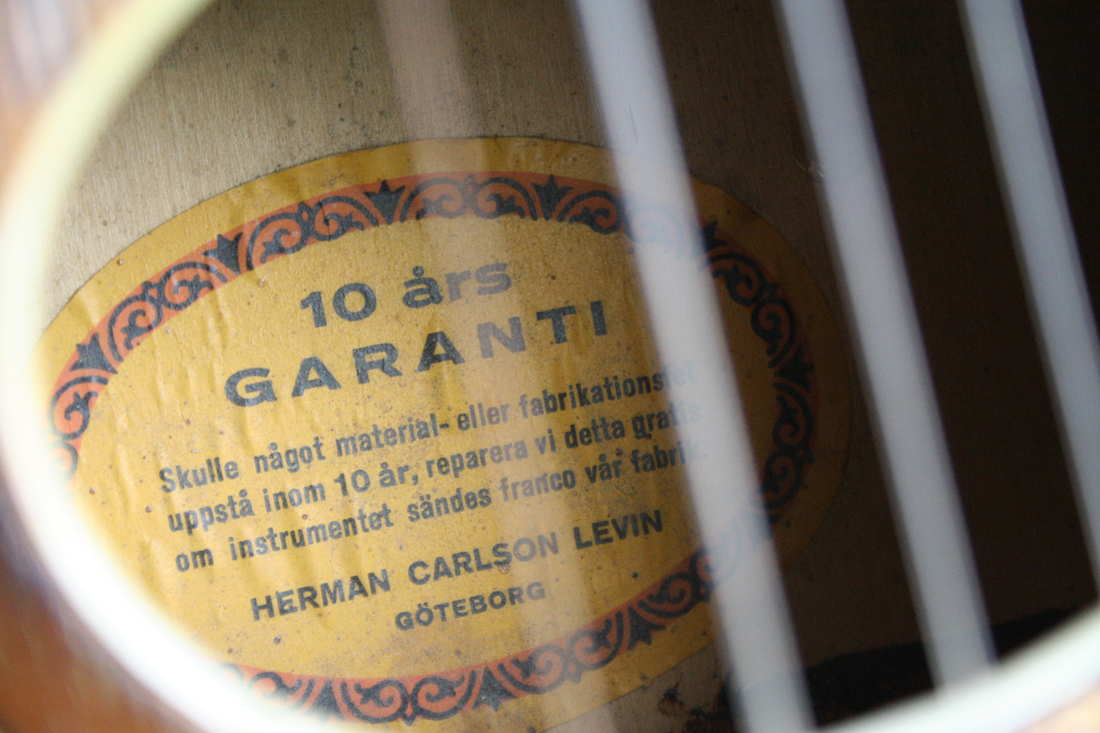 10 års
GARANTI
Skulle något material- eller fabrikationsfel
uppstå inom 10 år, reparera vi detta gratis
om instrumentet sändes franco vår fabrik.
HERMAN CARLSON LEVIN
GÖTEBORG